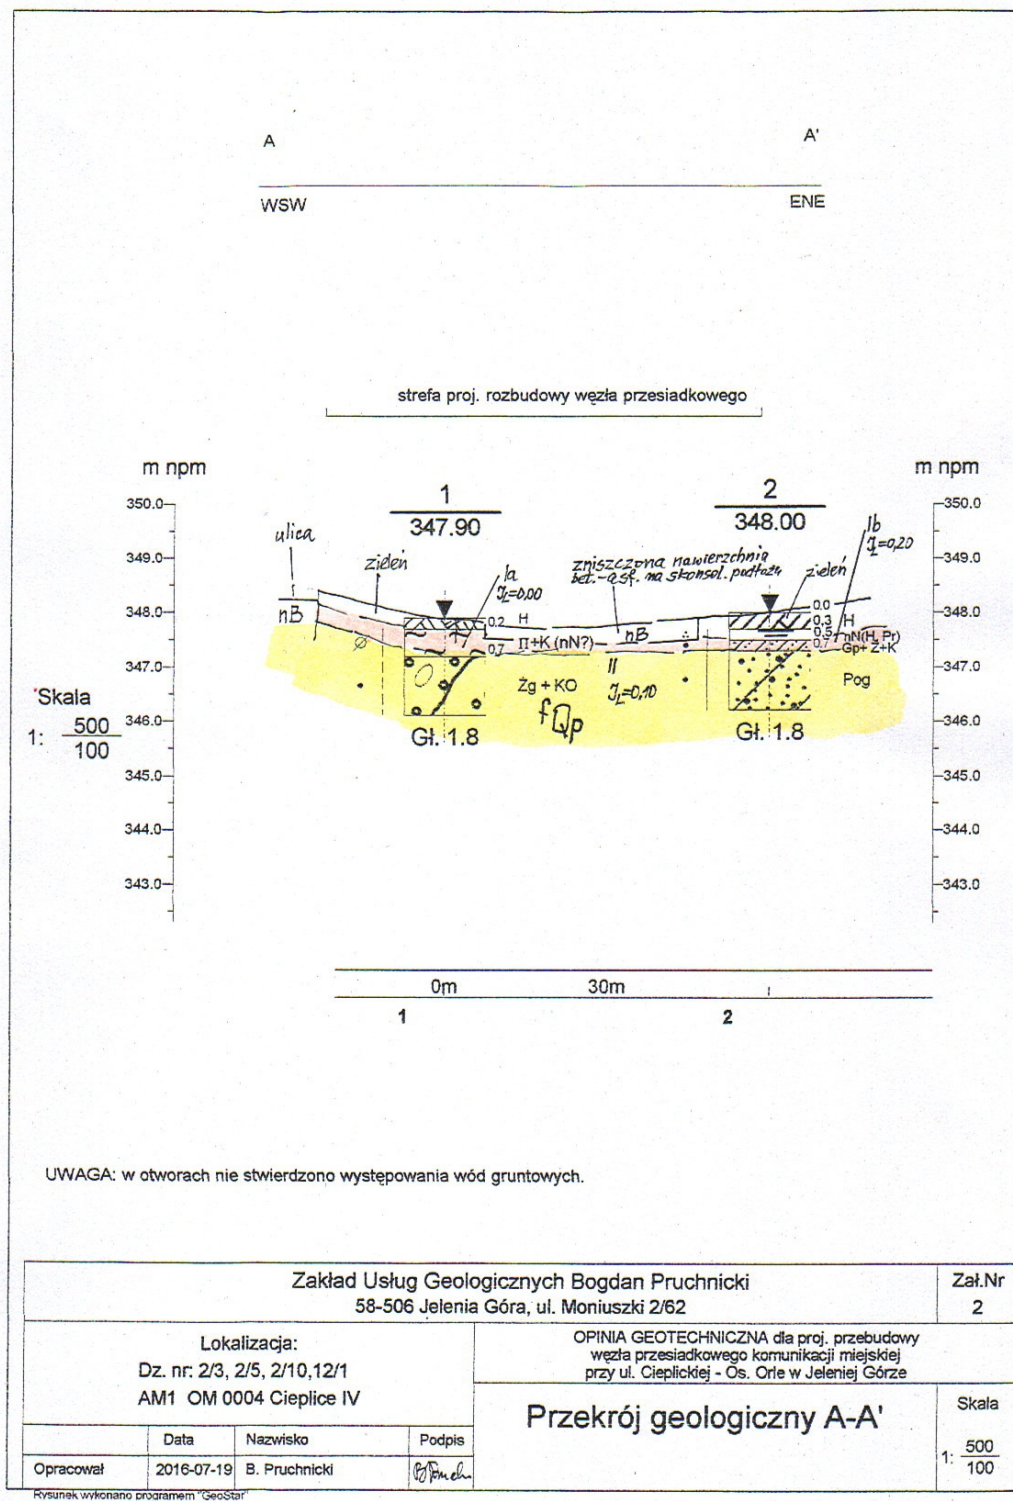 A
A'
WSW
ENE
strefa proj. rozbudowy węzła przesiadkowego
m npm
m npm
1
347.90
2
348.00
350.0
349.0
348.0
347.0
346.0
345.0
344.0
343.0
350.0
349.0
348.0
347.0
346.0
345.0
344.0
343.0
ulica
zieleń
Ia
IL=0,00
zniszczona nawierzchnia
bet.-asf. na skonsol. podłożu
zieleń
Ib
IL=0,20
nB
0,2 H
Π+K (nN?)
0,7
nB
0.0
0.3 H
0.5 nN(H, Pr)
0,7 Gp+ Ż+K
II
Żg + KO
IL=0,10
fQp
Pog
Gł. 1.8
Gł. 1.8
Skala
1: 500
100
0m
30m
1
2
UWAGA: w otworach nie stwierdzono występowania wód gruntowych.
Zakład Usług Geologicznych Bogdan Pruchnicki
58-506 Jelenia Góra, ul. Moniuszki 2/62
Zał.Nr
2
Lokalizacja:
Dz. nr: 2/3, 2/5, 2/10,12/1
AM1 OM 0004 Cieplice IV
OPINIA GEOTECHNICZNA dla proj. przebudowy
węzła przesiadkowego komunikacji miejskiej
przy ul. Cieplickiej - Os. Orle w Jeleniej Górze
Przekrój geologiczny A-A'
Skala
1: 500
100
Data
Nazwisko
Podpis
Opracował
2016-07-19
B. Pruchnicki
Rysunek wykonano programem "GeoStar"